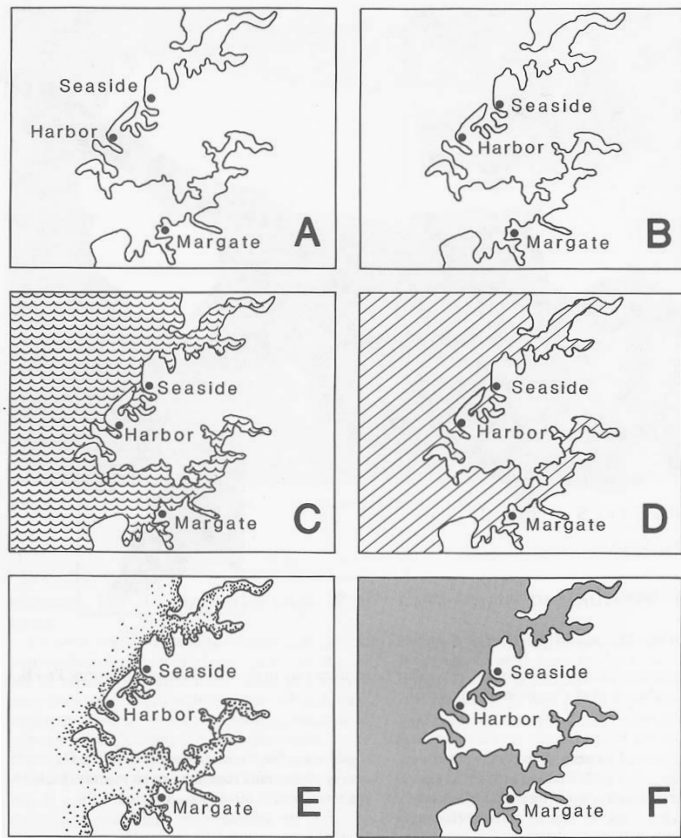 Seaside
Harbor
Margate
A
Seaside
Harbor
Margate
B
Seaside
Harbor
Margate
C
Seaside
Harbor
Margate
D
Seaside
Harbor
Margate
E
Seaside
Harbor
Margate
F